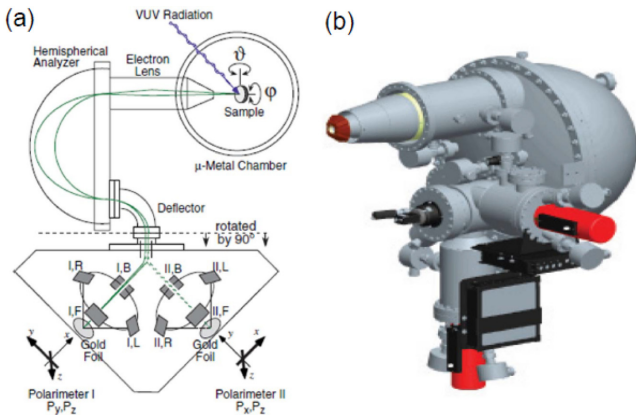 (a)
VUV Radiation
Hemispherical
Analyzer
Electron
Lens
ϑ
φ
Sample
μ-Metal Chamber
Deflector
rotated
by 90º
I,R
I,B
II,B
II,L
I,F
II,F
I,L
II,R
Gold
Foil
Gold
Foil
y
x
z
y
x
z
Polarimeter I
Py,Pz
Polarimeter II
Px,Pz
(b)